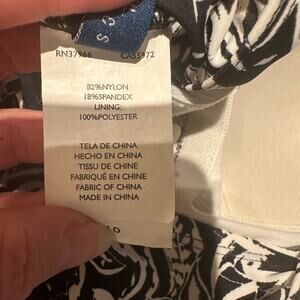 RN37966 CA55972
82%NYLON
18%SPANDEX
LINING:
100%POLYESTER
TELA DE CHINA
HECHO EN CHINA
TISSU DE CHINE
FABRIQUÉ EN CHINE
FABRIC OF CHINA
MADE IN CHINA